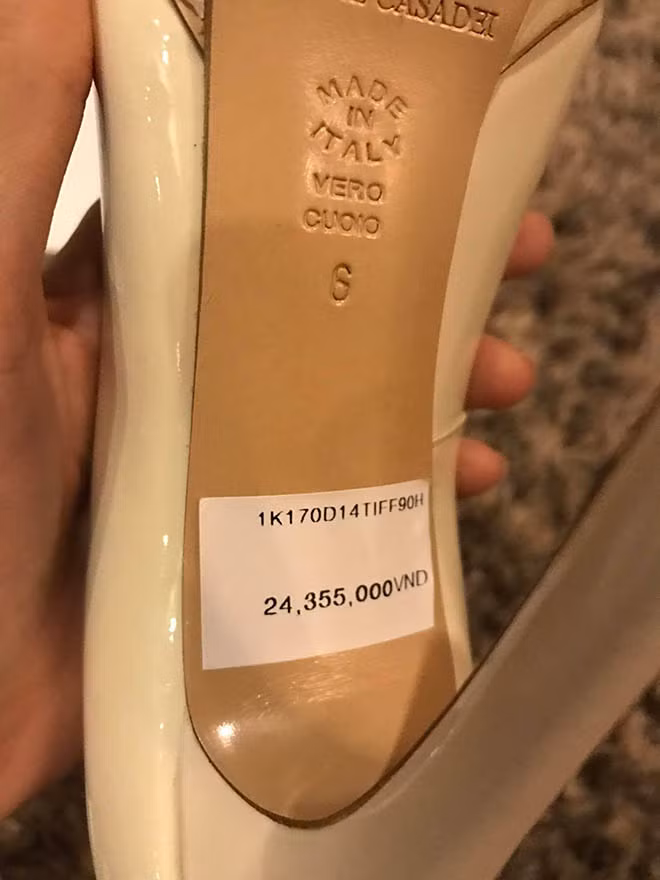 CASADEI
MADE
IN
ITALY
VERO
CUOIO
6
1K170D14TIFF90H
24,355,000VND